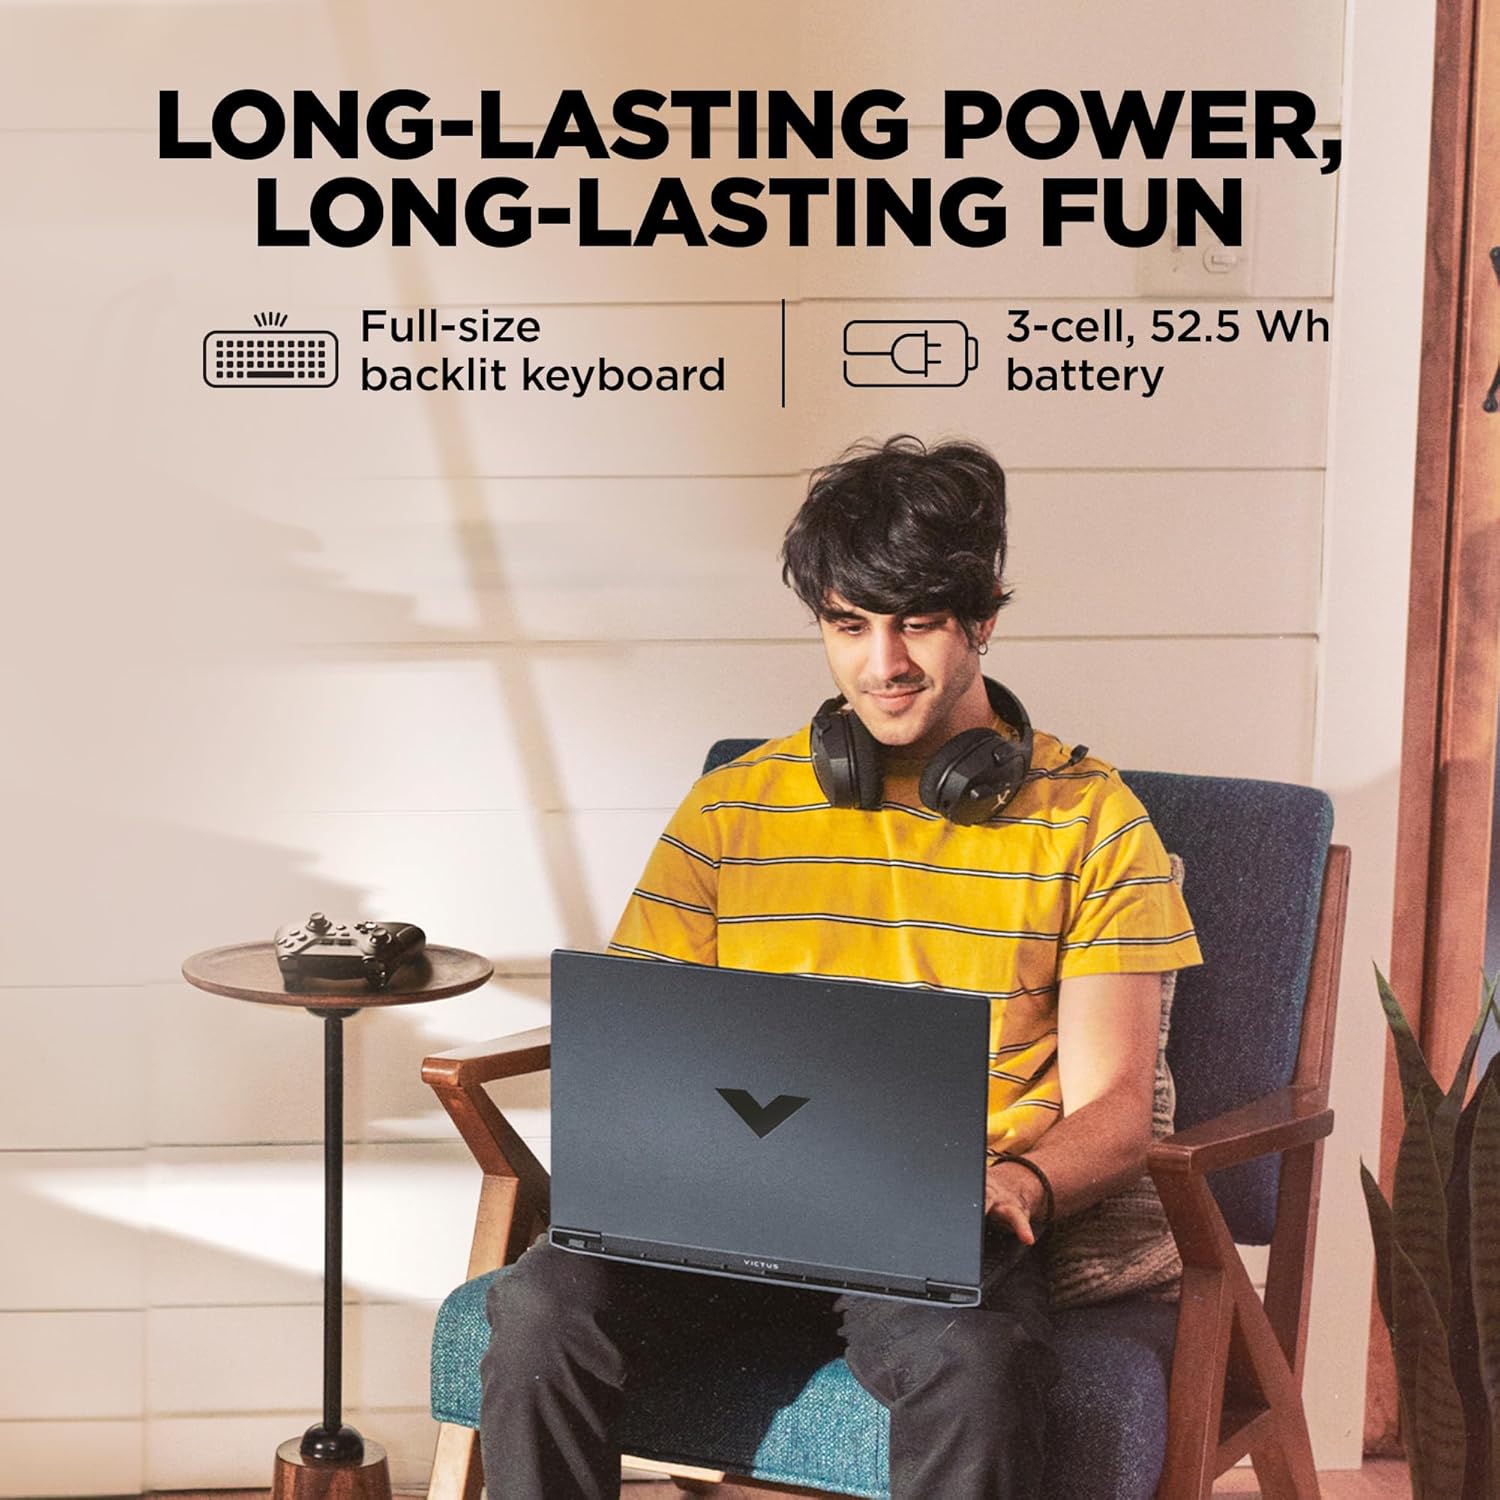 LONG-LASTING POWER,
LONG-LASTING FUN
Full-size
backlit keyboard
3-cell, 52.5 Wh
battery
VICTUS